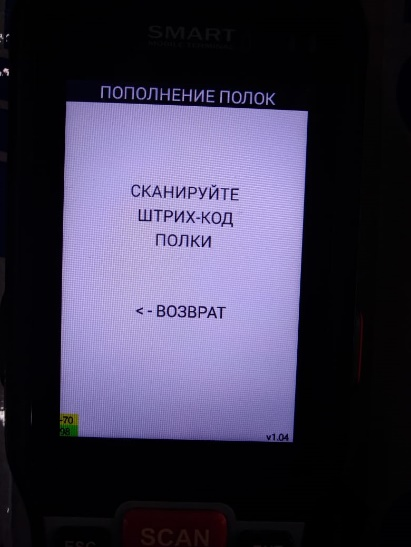 SMART
ПОПОЛНЕНИЕ ПОЛОК
СКАНИРУЙТЕ
ШТРИХ-КОД
ПОЛКИ
< - ВОЗВРАТ
-70
v1.04
SCAN